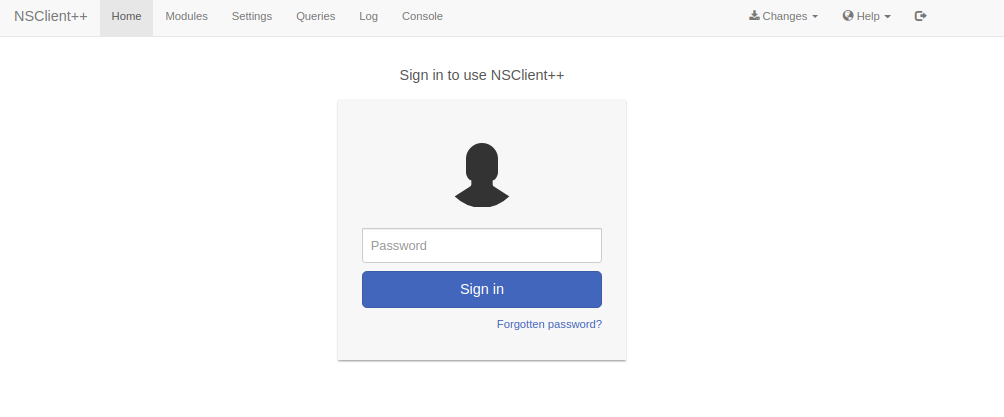 NSClient++ Home Modules Settings Queries Log Console Changes Help
Sign in to use NSClient++
Password
Sign in
Forgotten password?